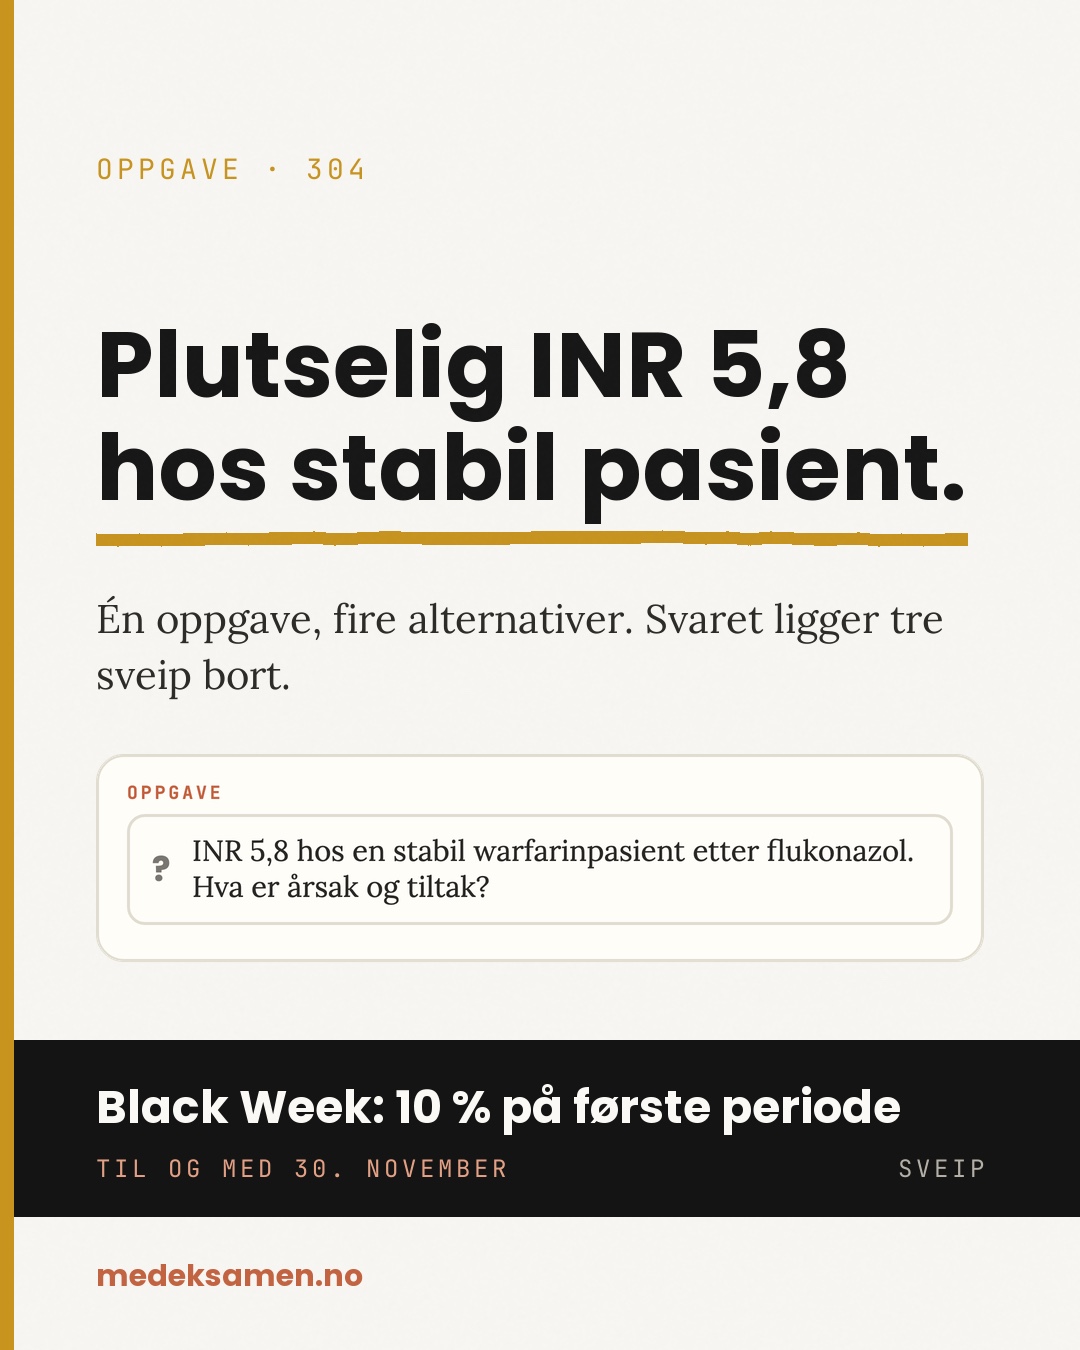 OPPGAVE · 304
Plutselig INR 5,8
hos stabil pasient.
Én oppgave, fire alternativer. Svaret ligger tre
sveip bort.
OPPGAVE
? INR 5,8 hos en stabil warfarinpasient etter flukonazol.
Hva er årsak og tiltak?
Black Week: 10 % på første periode
TIL OG MED 30. NOVEMBER SVEIP
medeksamen.no